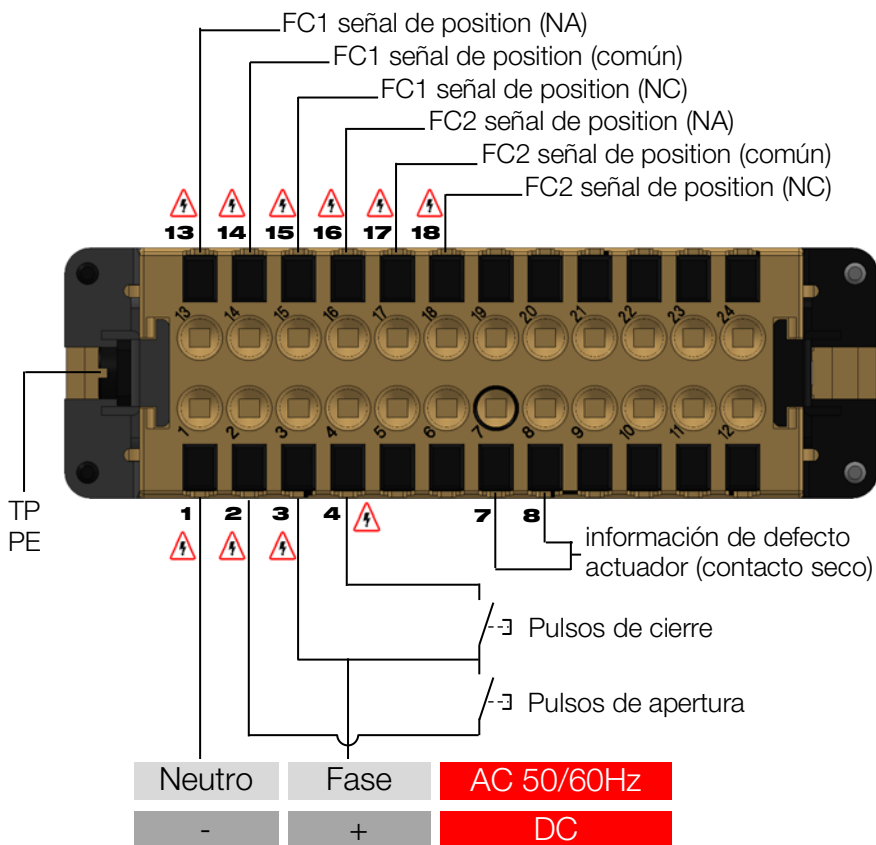 FC1 señal de position (NA)
FC1 señal de position (común)
FC1 señal de position (NC)
FC2 señal de position (NA)
FC2 señal de position (común)
FC2 señal de position (NC)
13 14 15 16 17 18
13 14 15 16 17 18 19 20 21 22 23 24
1 2 3 4 5 6 7 8 9 10 11 12
TP
PE
1 2 3 4 7 8
información de defecto
actuador (contacto seco)
Pulsos de cierre
Pulsos de apertura
Neutro Fase AC 50/60Hz
- + DC